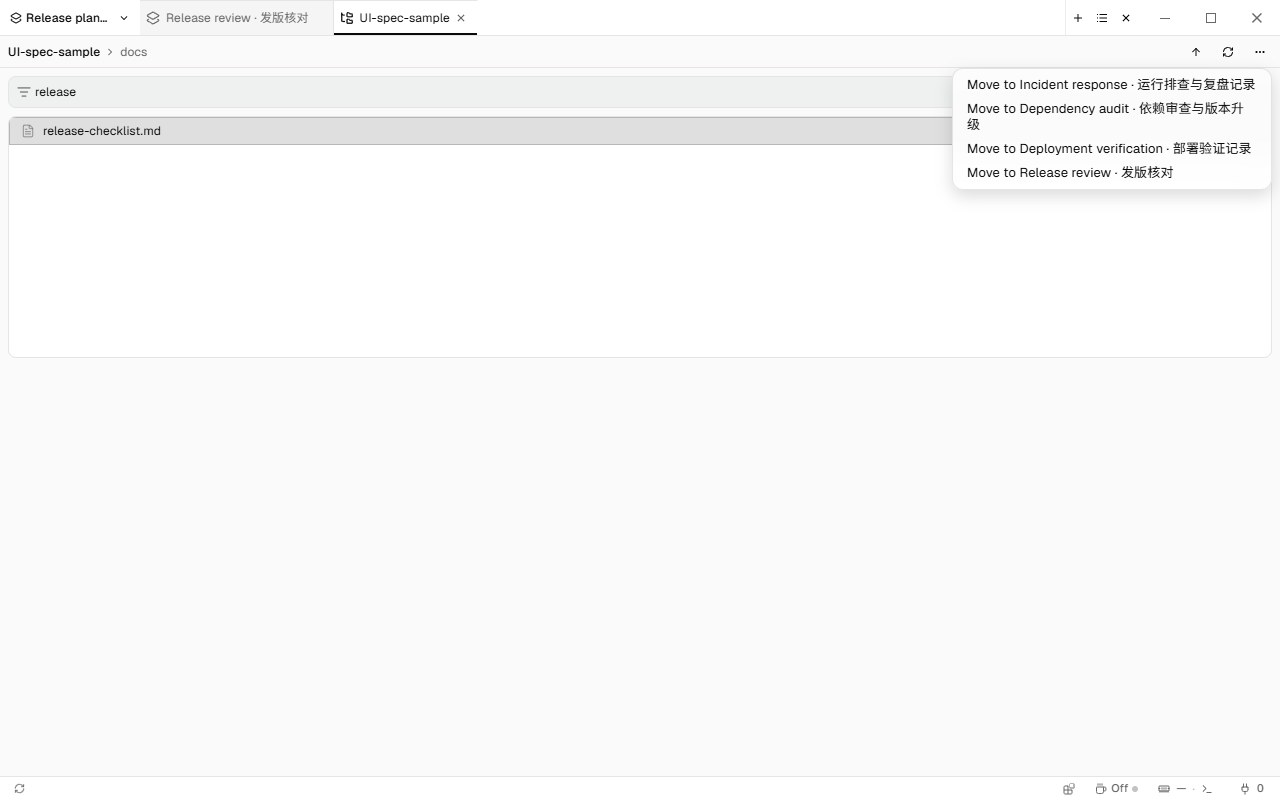 Release plan...
Release review · 发版核对
UI-spec-sample
UI-spec-sample
docs
release
release-checklist.md
Move to Incident response · 运行排查与复盘记录
Move to Dependency audit · 依赖审查与版本升
级
Move to Deployment verification · 部署验证记录
Move to Release review · 发版核对
Off
0